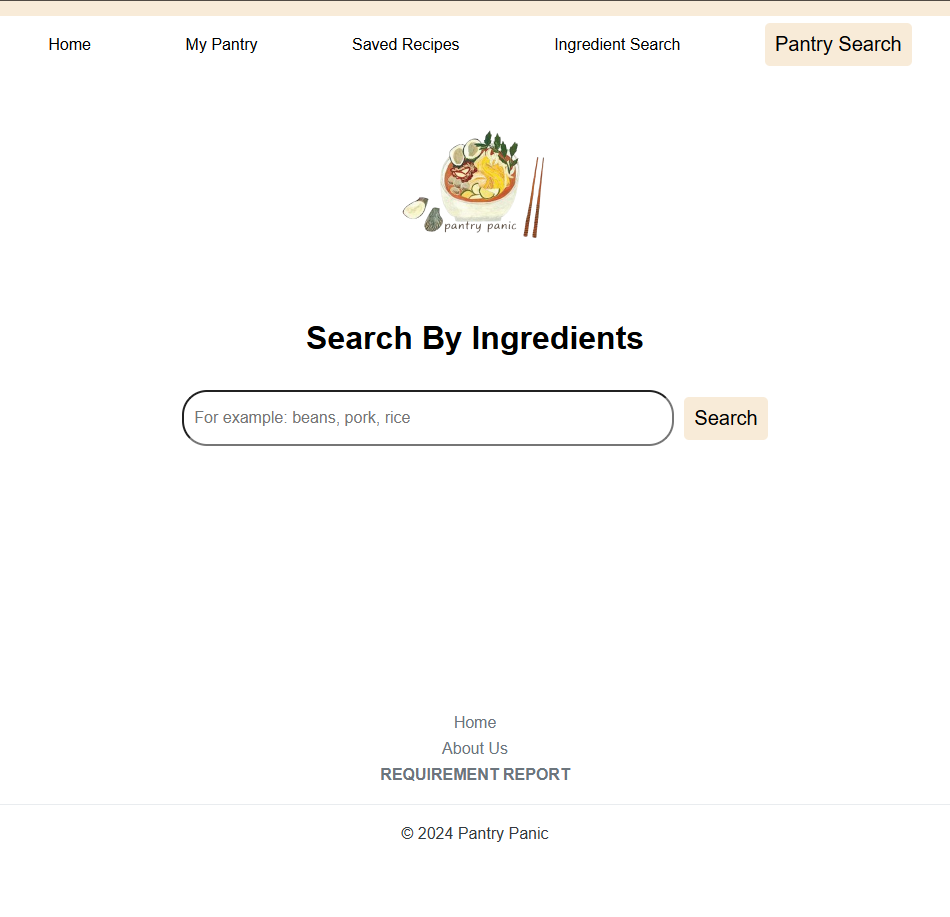 Home My Pantry Saved Recipes Ingredient Search Pantry Search
pantry panic
Search By Ingredients
For example: beans, pork, rice Search
Home
About Us
REQUIREMENT REPORT
© 2024 Pantry Panic